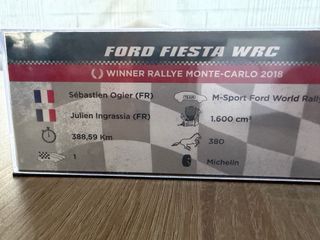 FORD FIESTA WRC
WINNER RALLYE MONTE-CARLO 2018
Sébastien Ogier (FR)
TEAM M-Sport Ford World Rally
Julien Ingrassia (FR)
1,600 cm³
388,59 Km
380
1
Michelin